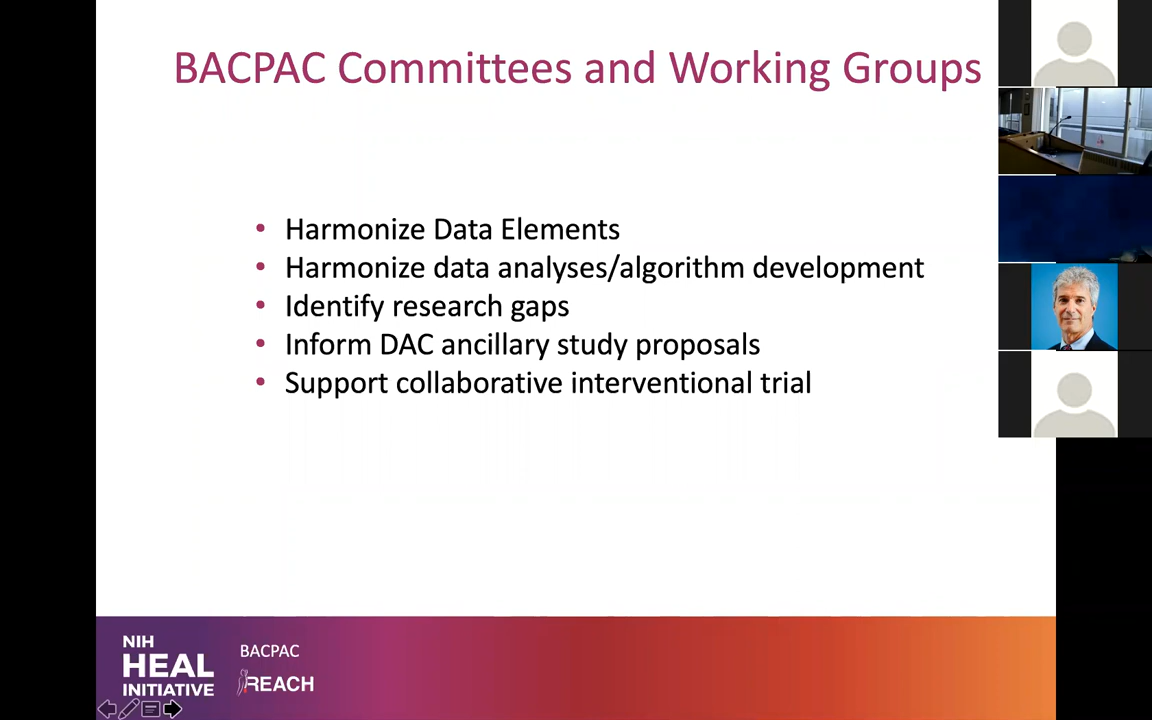 BACPAC Committees and Working Groups
• Harmonize Data Elements
• Harmonize data analyses/algorithm development
• Identify research gaps
• Inform DAC ancillary study proposals
• Support collaborative interventional trial
NIH
HEAL
INITIATIVE
BACPAC
REACH